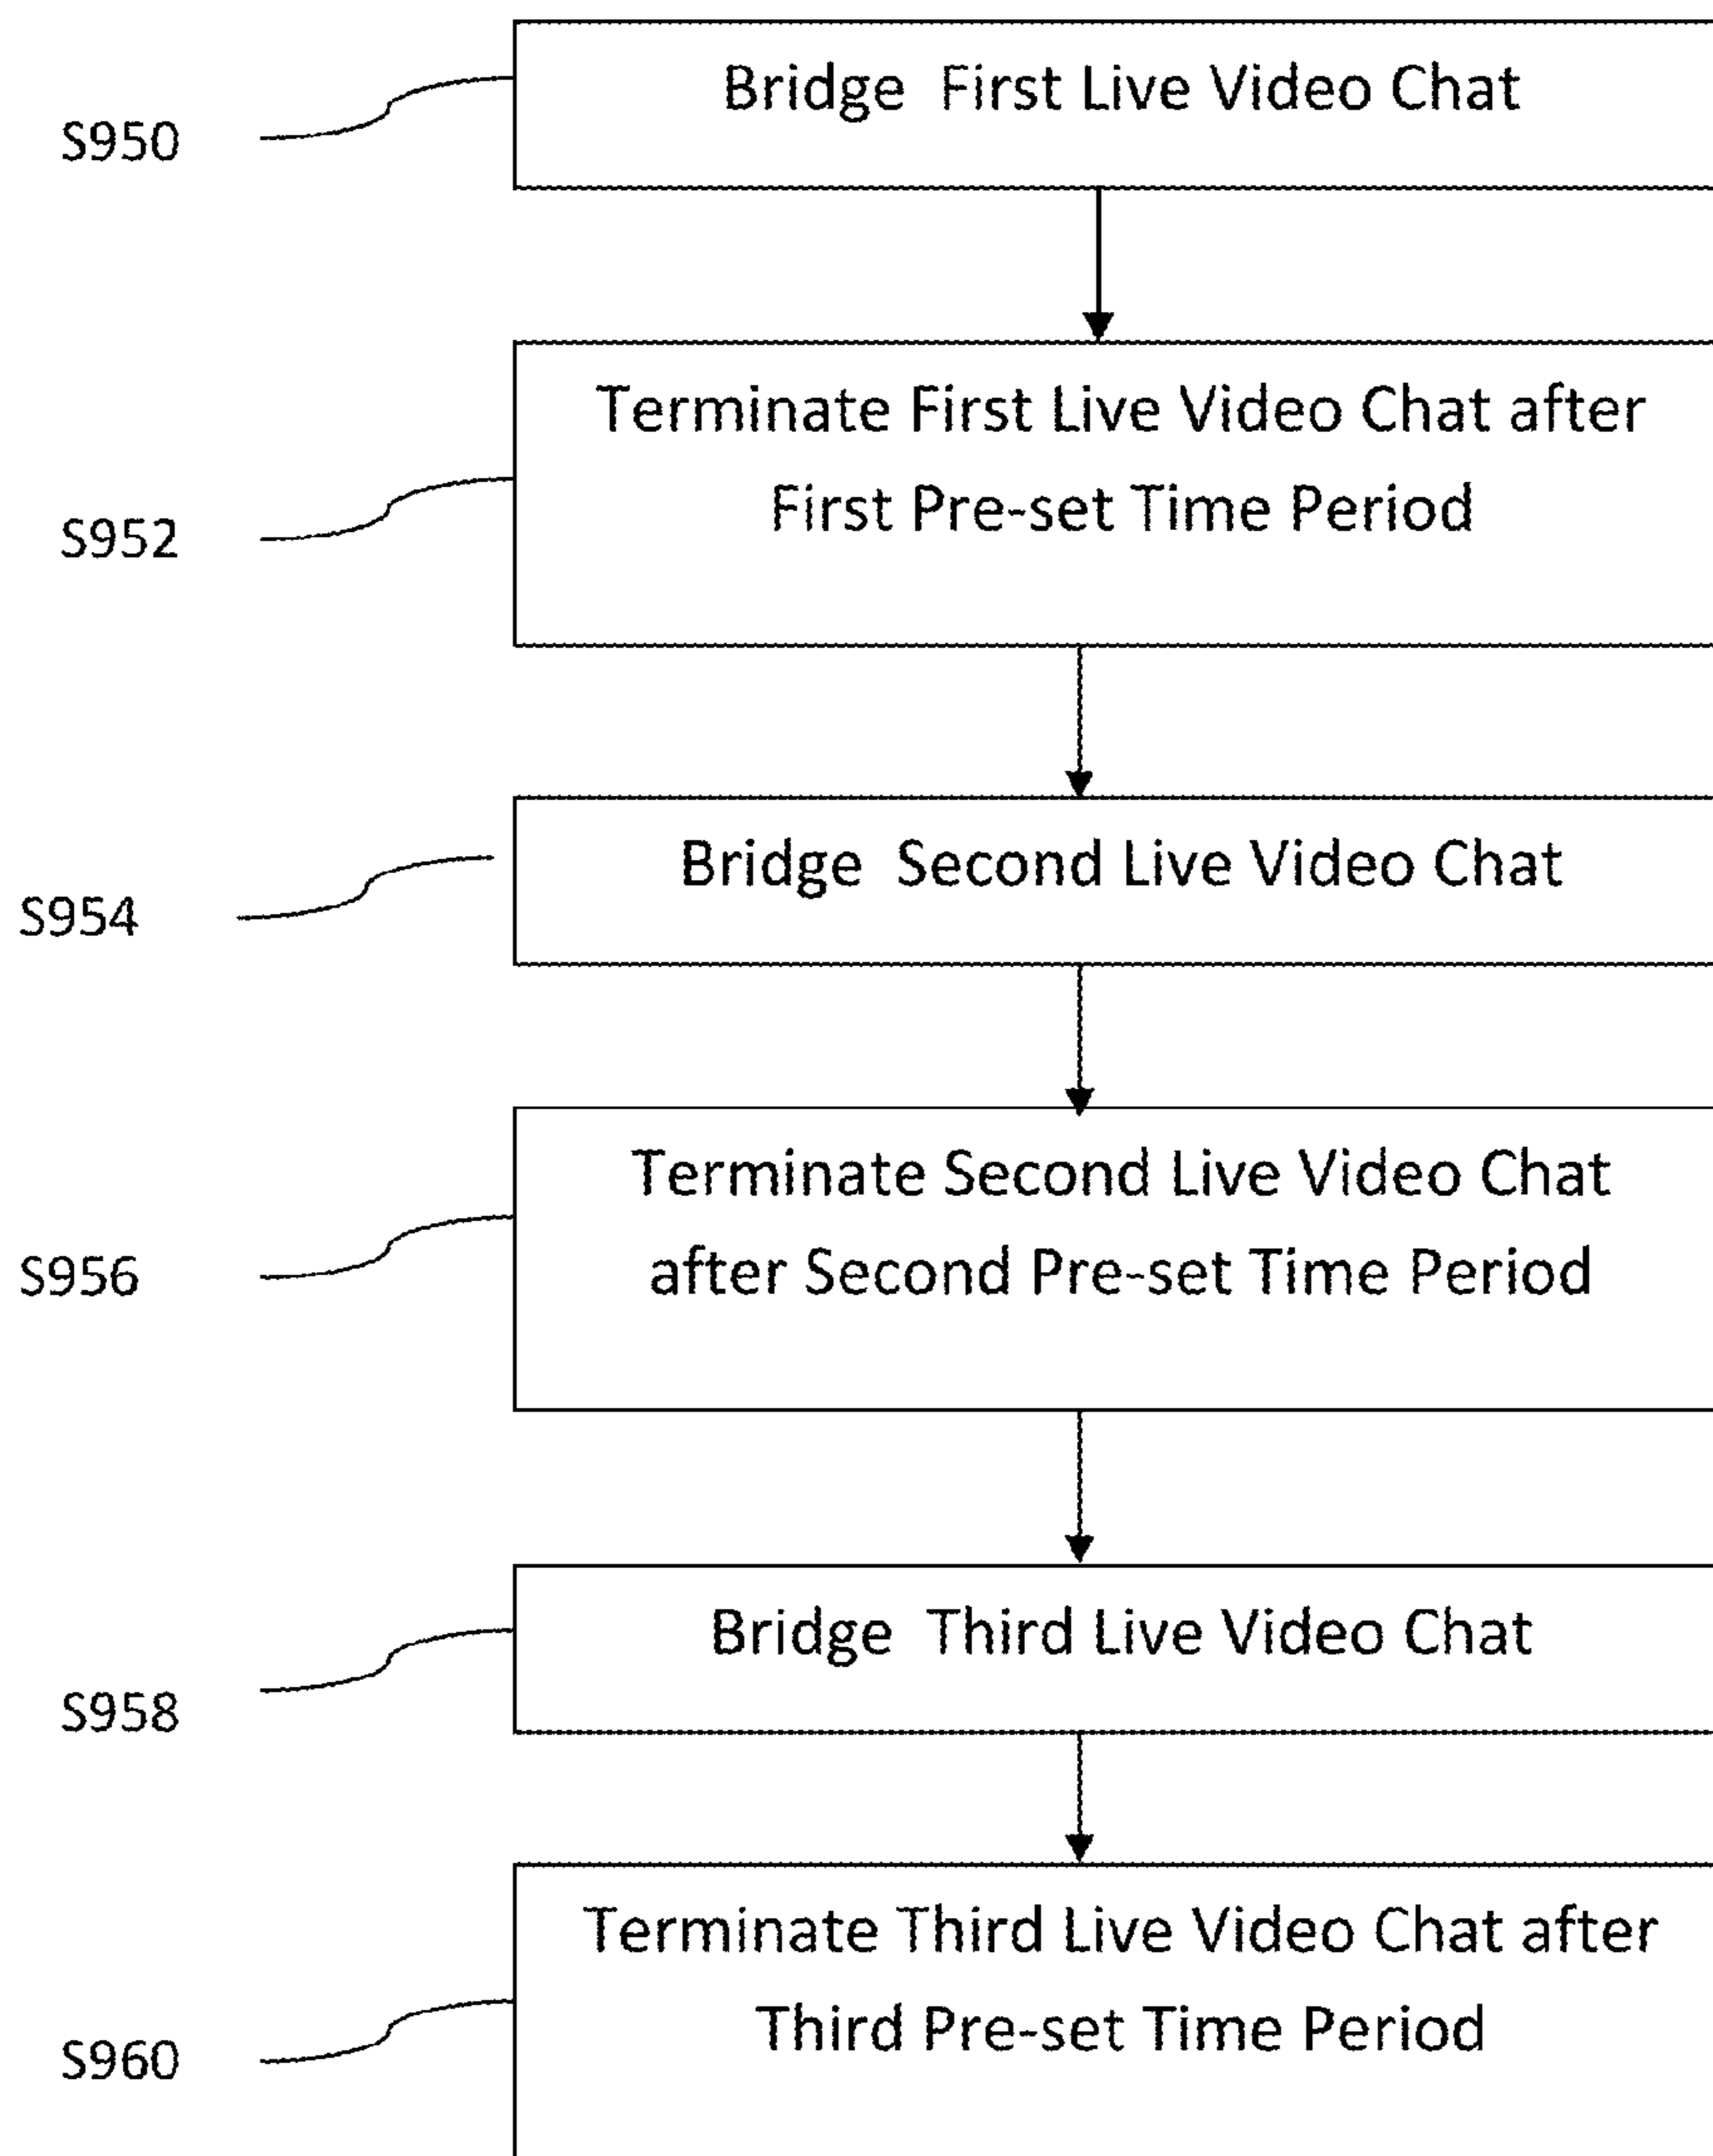 Bridge First Live Video Chat
S950
Terminate First Live Video Chat after
First Pre-set Time Period
S952
Bridge Second Live Video Chat
S954
Terminate Second Live Video Chat
after Second Pre-set Time Period
S956
Bridge Third Live Video Chat
S958
Terminate Third Live Video Chat after
Third Pre-set Time Period
S960